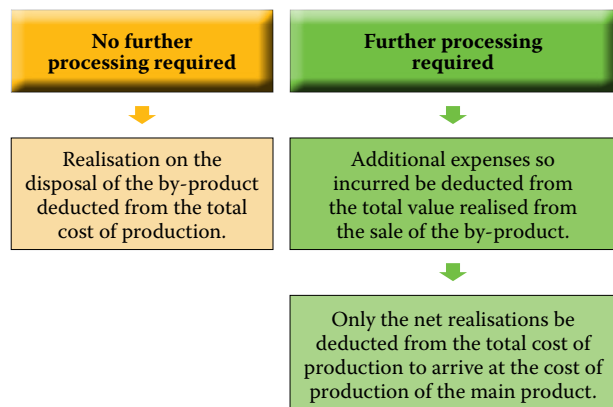 No further
processing required
Realisation on the
disposal of the by-product
deducted from the total
cost of production.
Further processing
required
Additional expenses so
incurred be deducted from
the total value realised from
the sale of the by-product.
Only the net realisations be
deducted from the total cost of
production to arrive at the cost of
production of the main product.